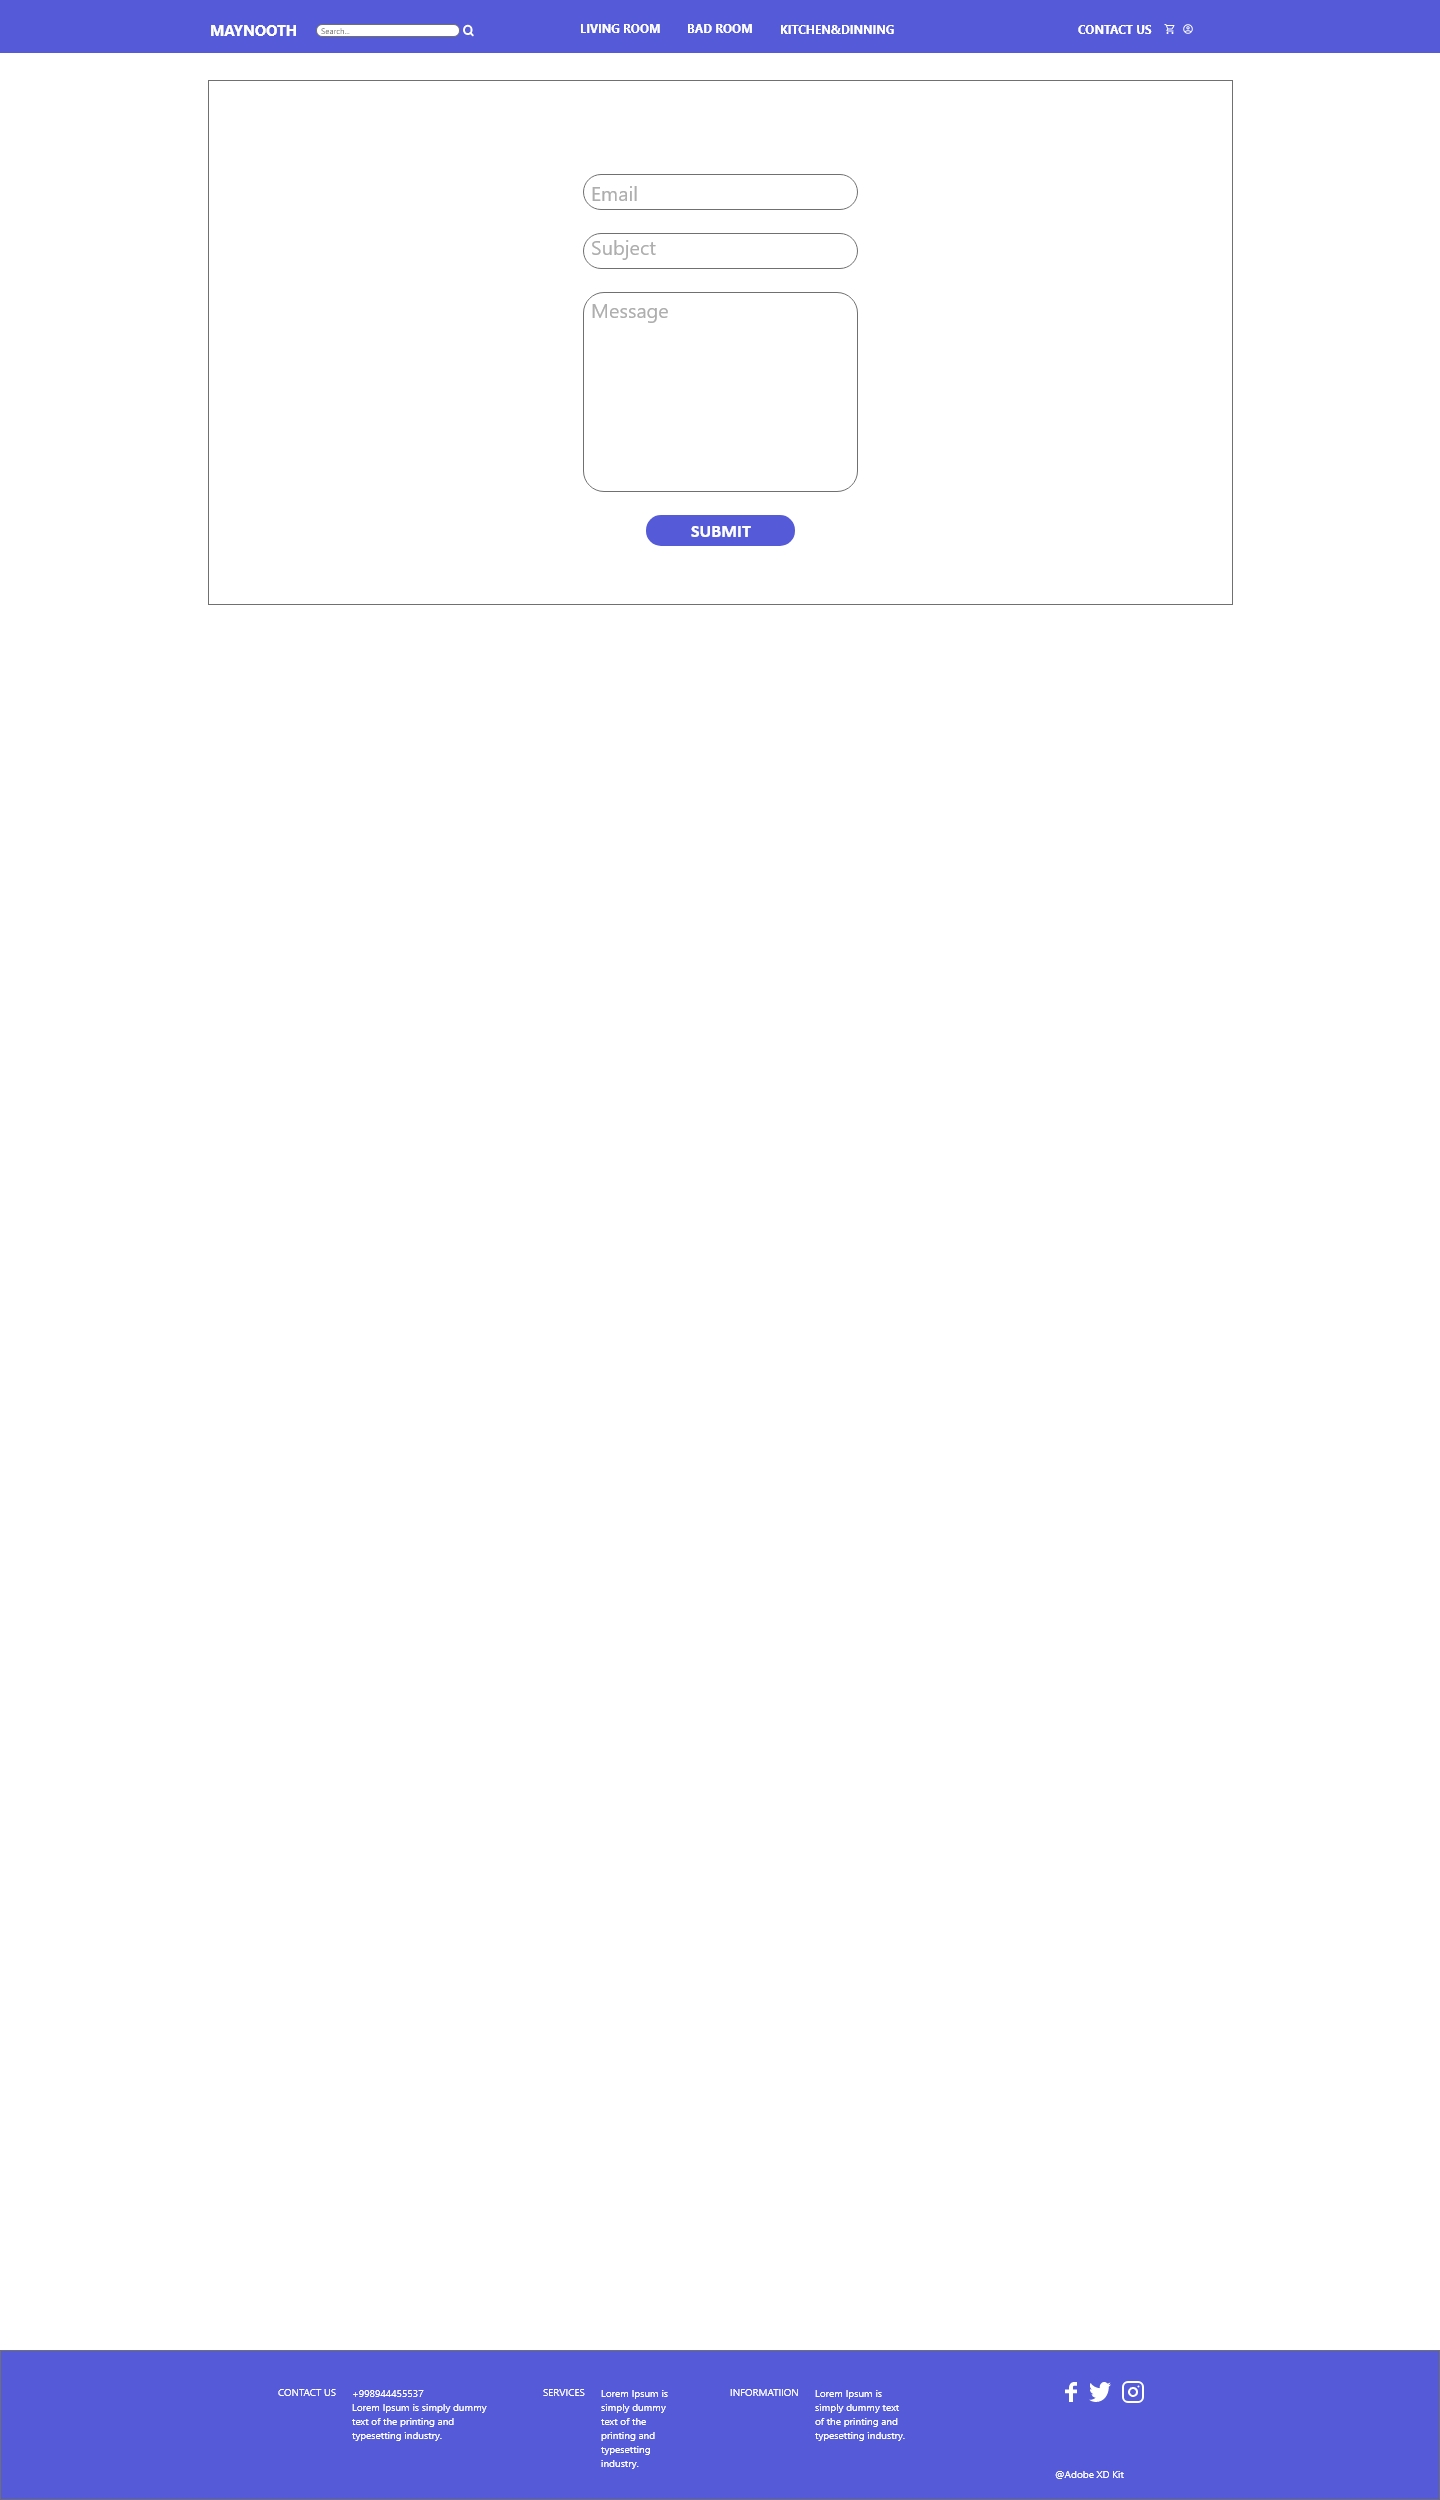 MAYNOOTH
Search...
LIVING ROOM
BAD ROOM
KITCHEN&DINNING
CONTACT US
Email
Subject
Message
SUBMIT
CONTACT US
+998944455537
Lorem Ipsum is simply dummy
text of the printing and
typesetting industry.
SERVICES
Lorem Ipsum is
simply dummy
text of the
printing and
typesetting
industry.
INFORMATIION
Lorem Ipsum is
simply dummy text
of the printing and
typesetting industry.
@Adobe XD Kit